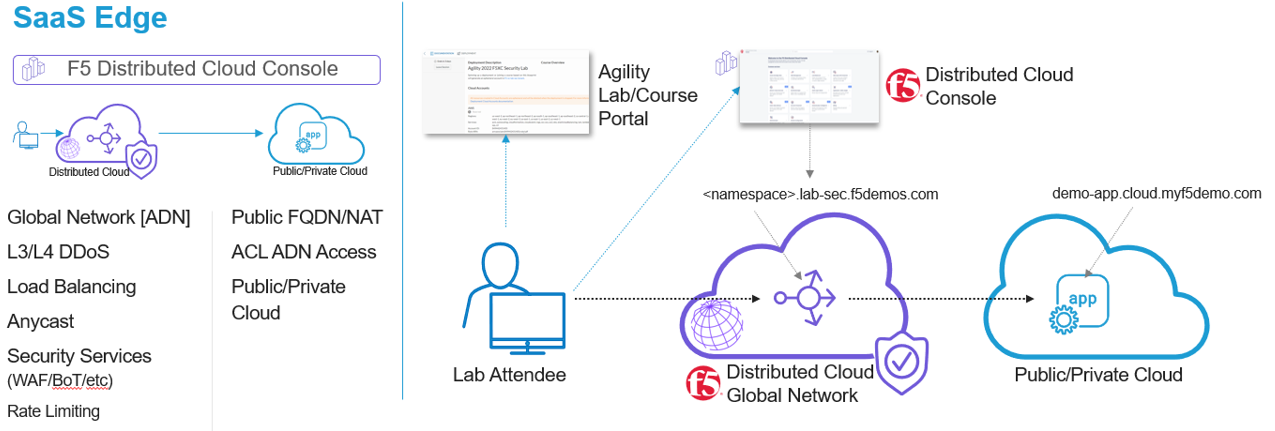 SaaS Edge
F5 Distributed Cloud Console
Distributed Cloud
app
Public/Private Cloud
Global Network [ADN]
L3/L4 DDoS
Load Balancing
Anycast
Security Services
(WAF/BoT/etc)
Rate Limiting
Public FQDN/NAT
ACL ADN Access
Public/Private
Cloud
Agility 2022 F5XC Security Lab
Agility
Lab/Course
Portal
f5
Distributed Cloud
Console
<namespace>.lab-sec.f5demos.com
demo-app.cloud.myf5demo.com
app
Lab Attendee
f5
Distributed Cloud
Global Network
Public/Private Cloud